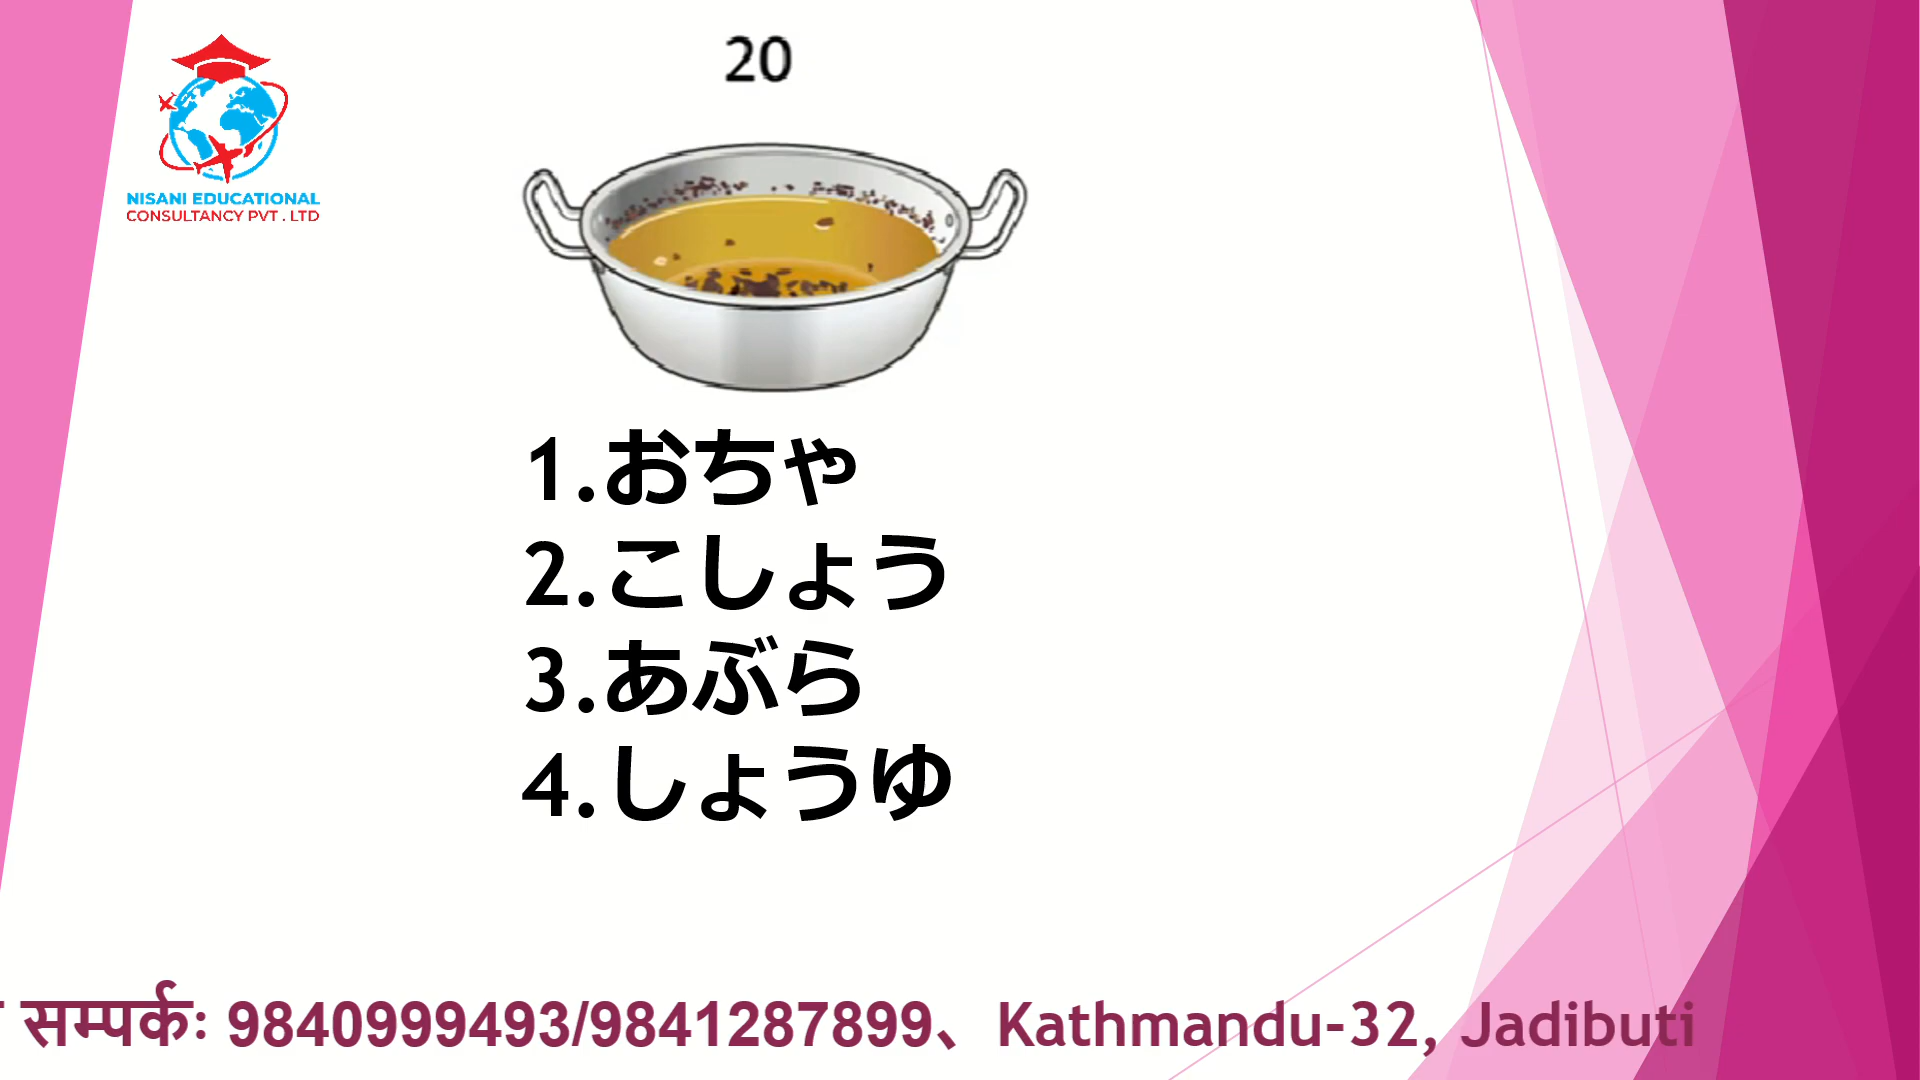 20
NISANI EDUCATIONAL
CONSULTANCY PVT . LTD
1.おちゃ
2.こしょう
3.あぶら
4.しょうゆ
सम्पर्कः 9840999493/9841287899、Kathmandu-32, Jadibuti